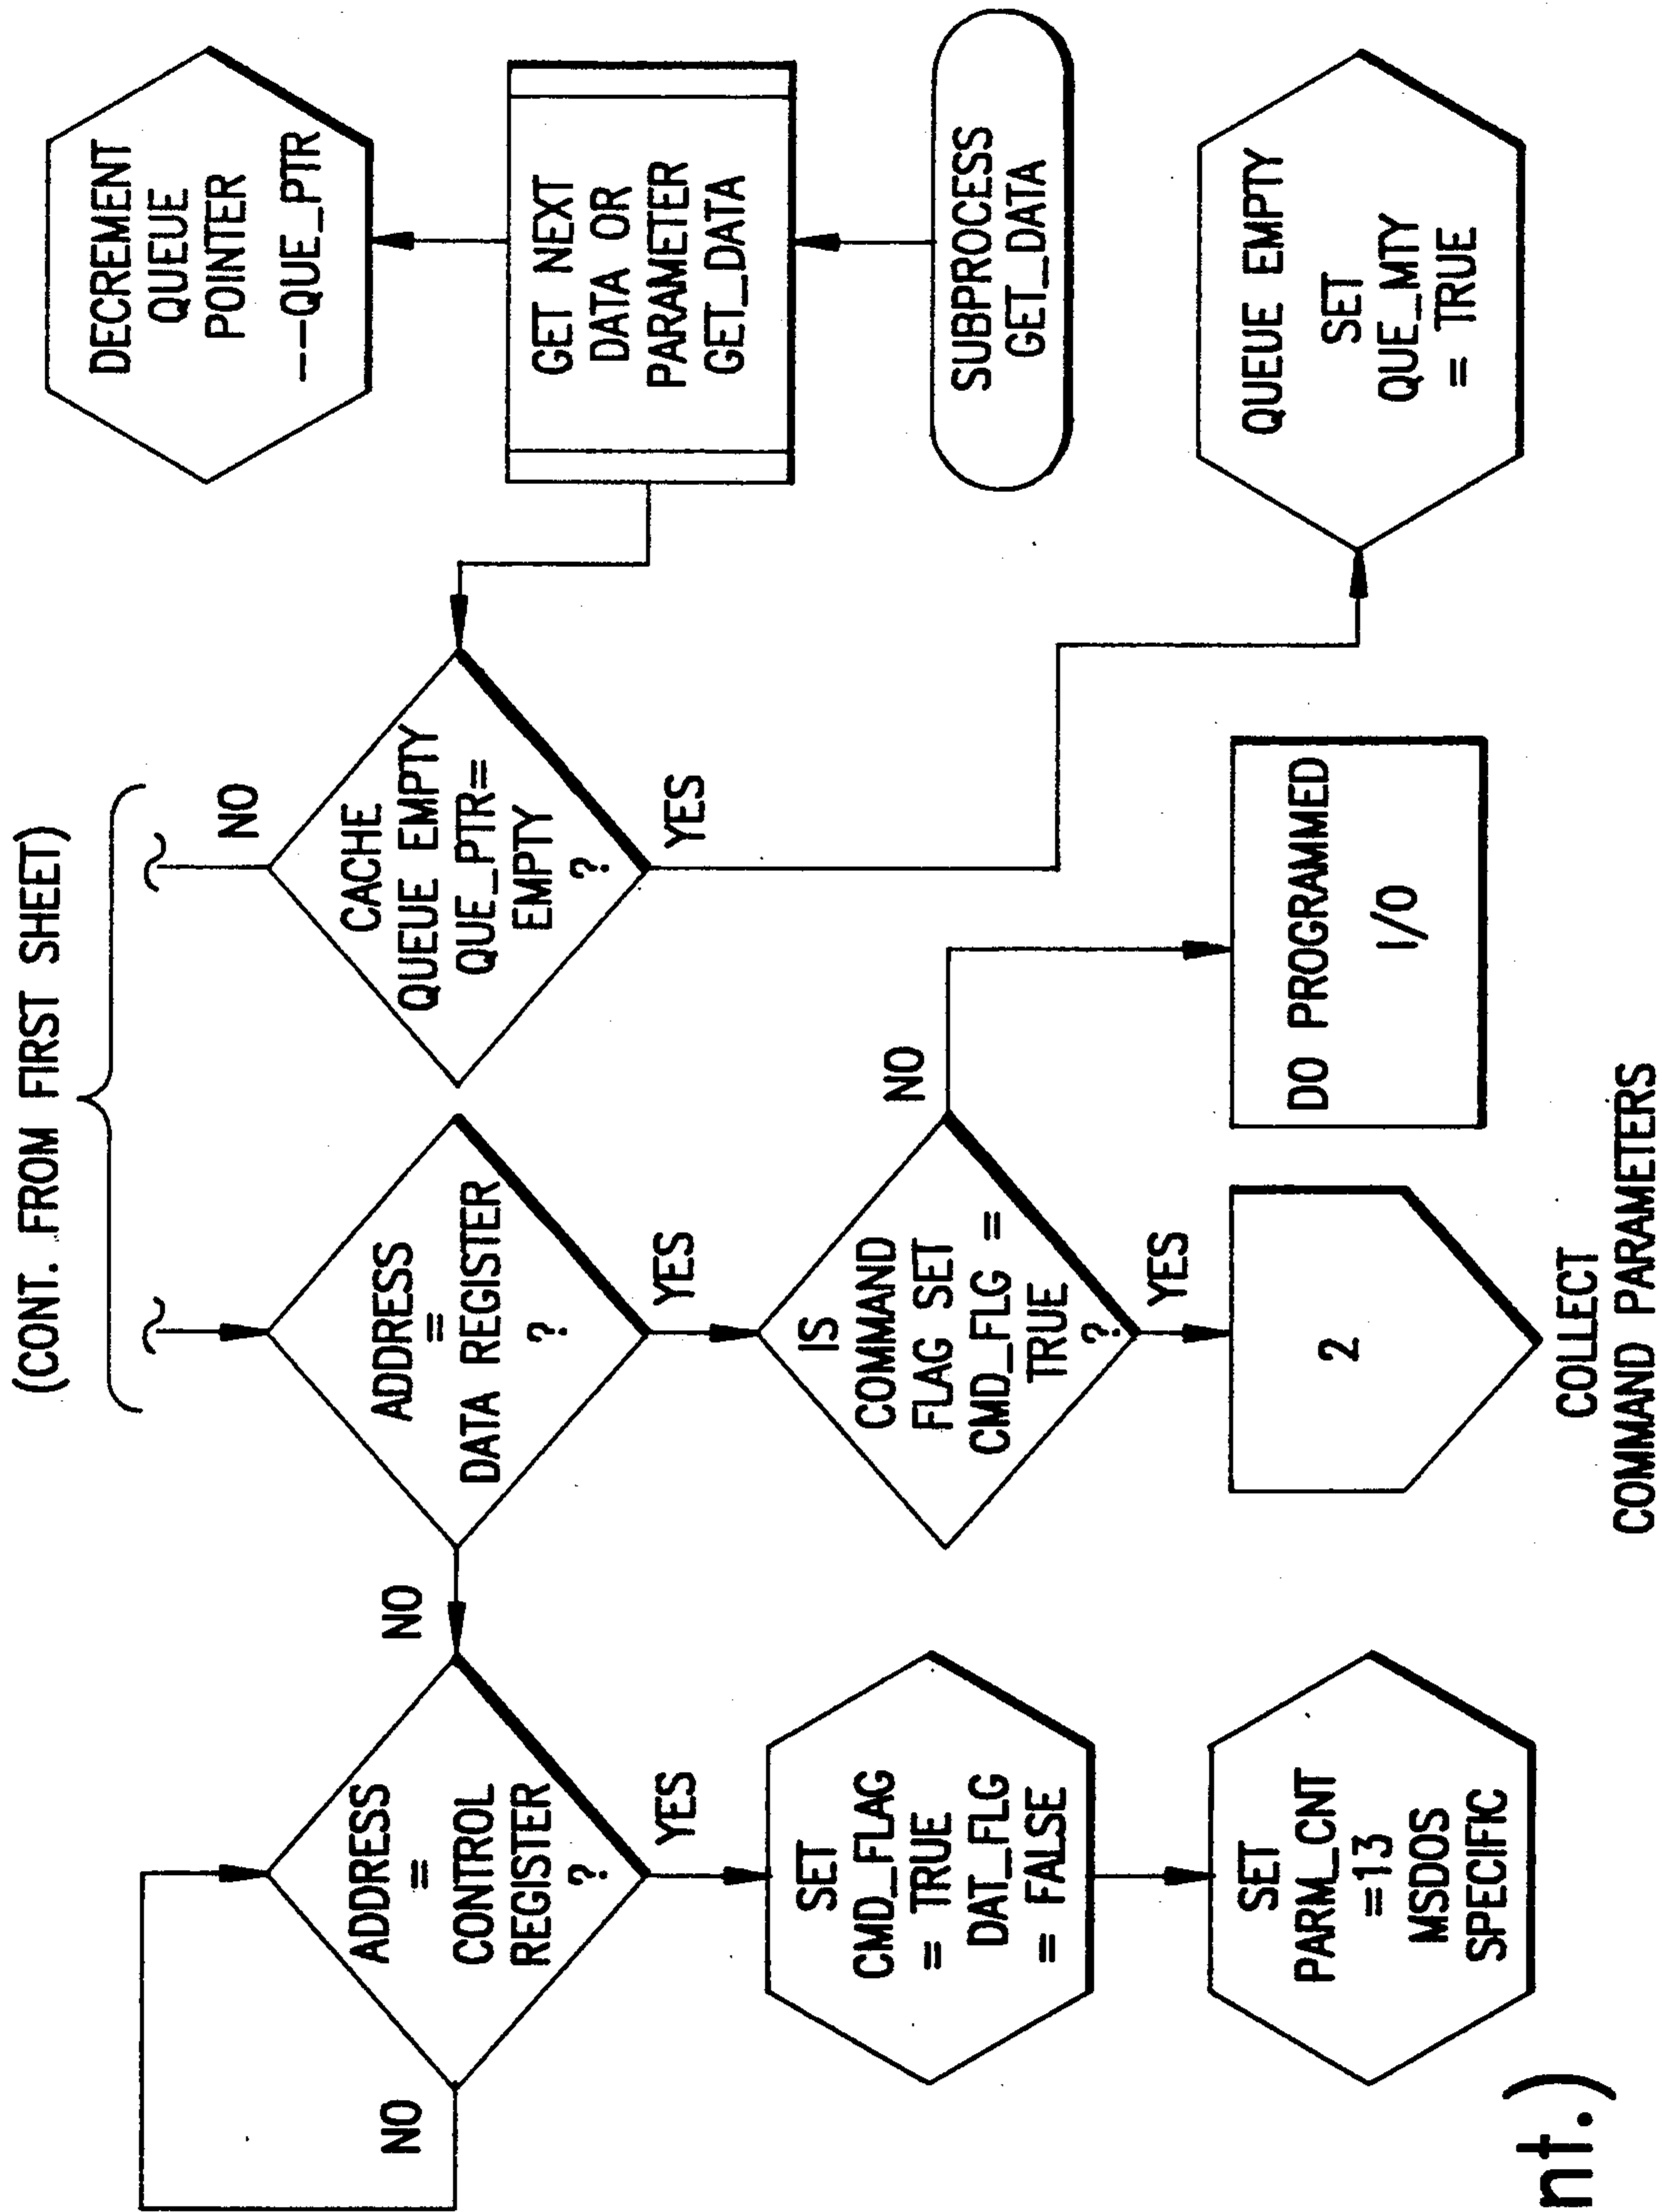 (CONT. FROM FIRST SHEET)
NO
ADDRESS
= CONTROL
REGISTER
?
YES
SET
CMD_FLAG
= TRUE
DAT_FLG
= FALSE
SET
PARM_CNT
=13
MSDOS
SPECIFIC
NO
ADDRESS
=
DATA REGISTER
?
YES
IS
COMMAND
FLAG SET
CMD_FLG =
TRUE
?
YES
2
COLLECT
COMMAND PARAMETERS
NO
DO PROGRAMMED
I/O
NO
CACHE
QUEUE EMPTY
QUE_PTR=
EMPTY
?
YES
DECREMENT
QUEUE
POINTER
--QUE_PTR
GET NEXT
DATA OR
PARAMETER
GET_DATA
SUBPROCESS
GET_DATA
QUEUE EMPTY
SET
QUE_MTY
= TRUE
nt.)